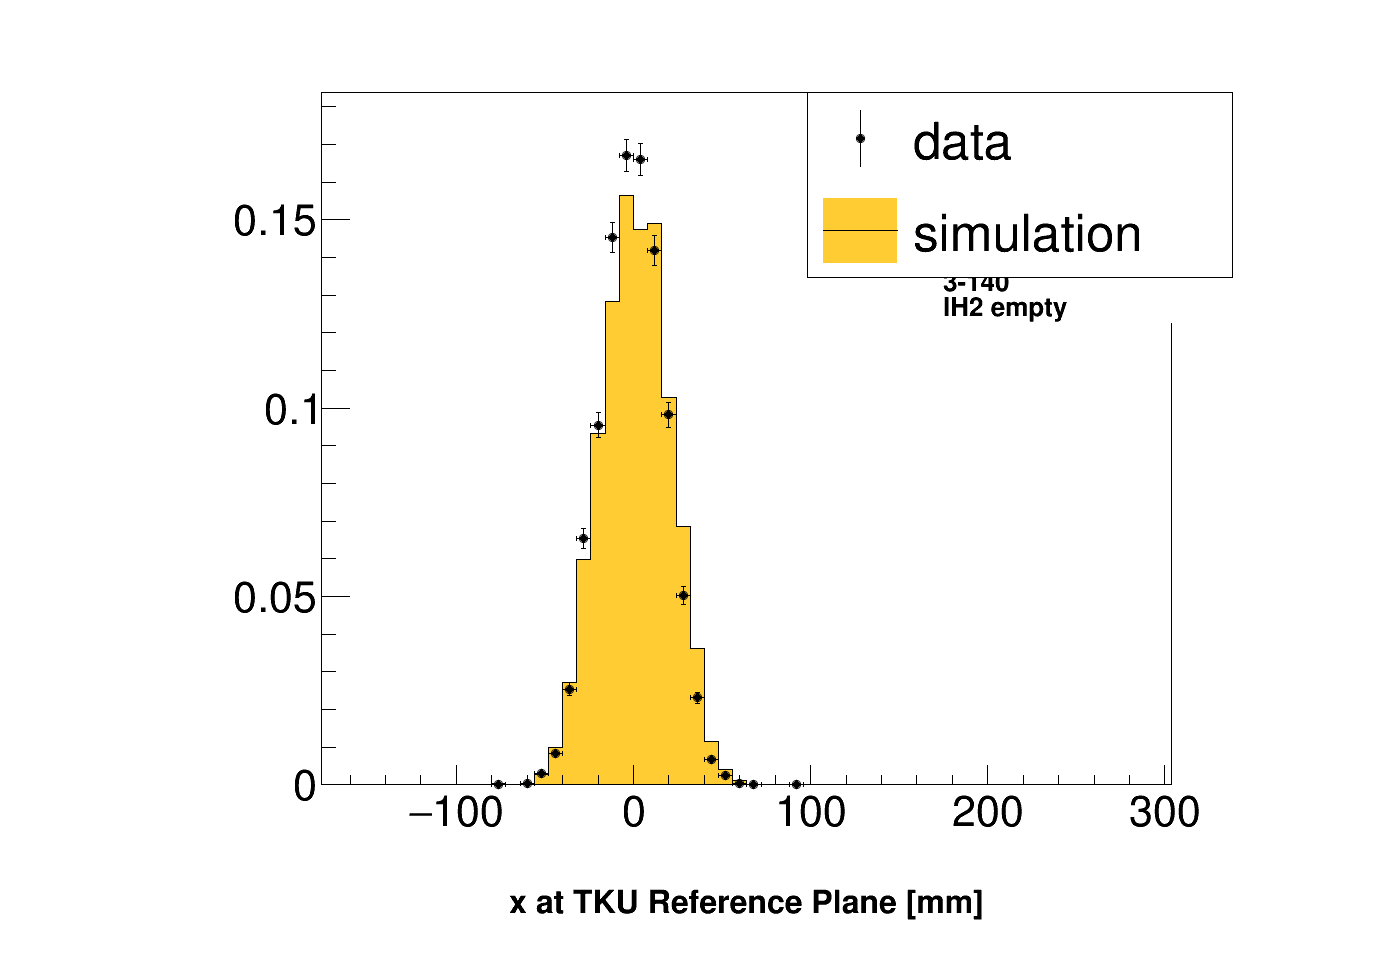 data
simulation
3-140
IH2 empty
0.15
0.1
0.05
0
−100
0
100
200
300
x at TKU Reference Plane [mm]